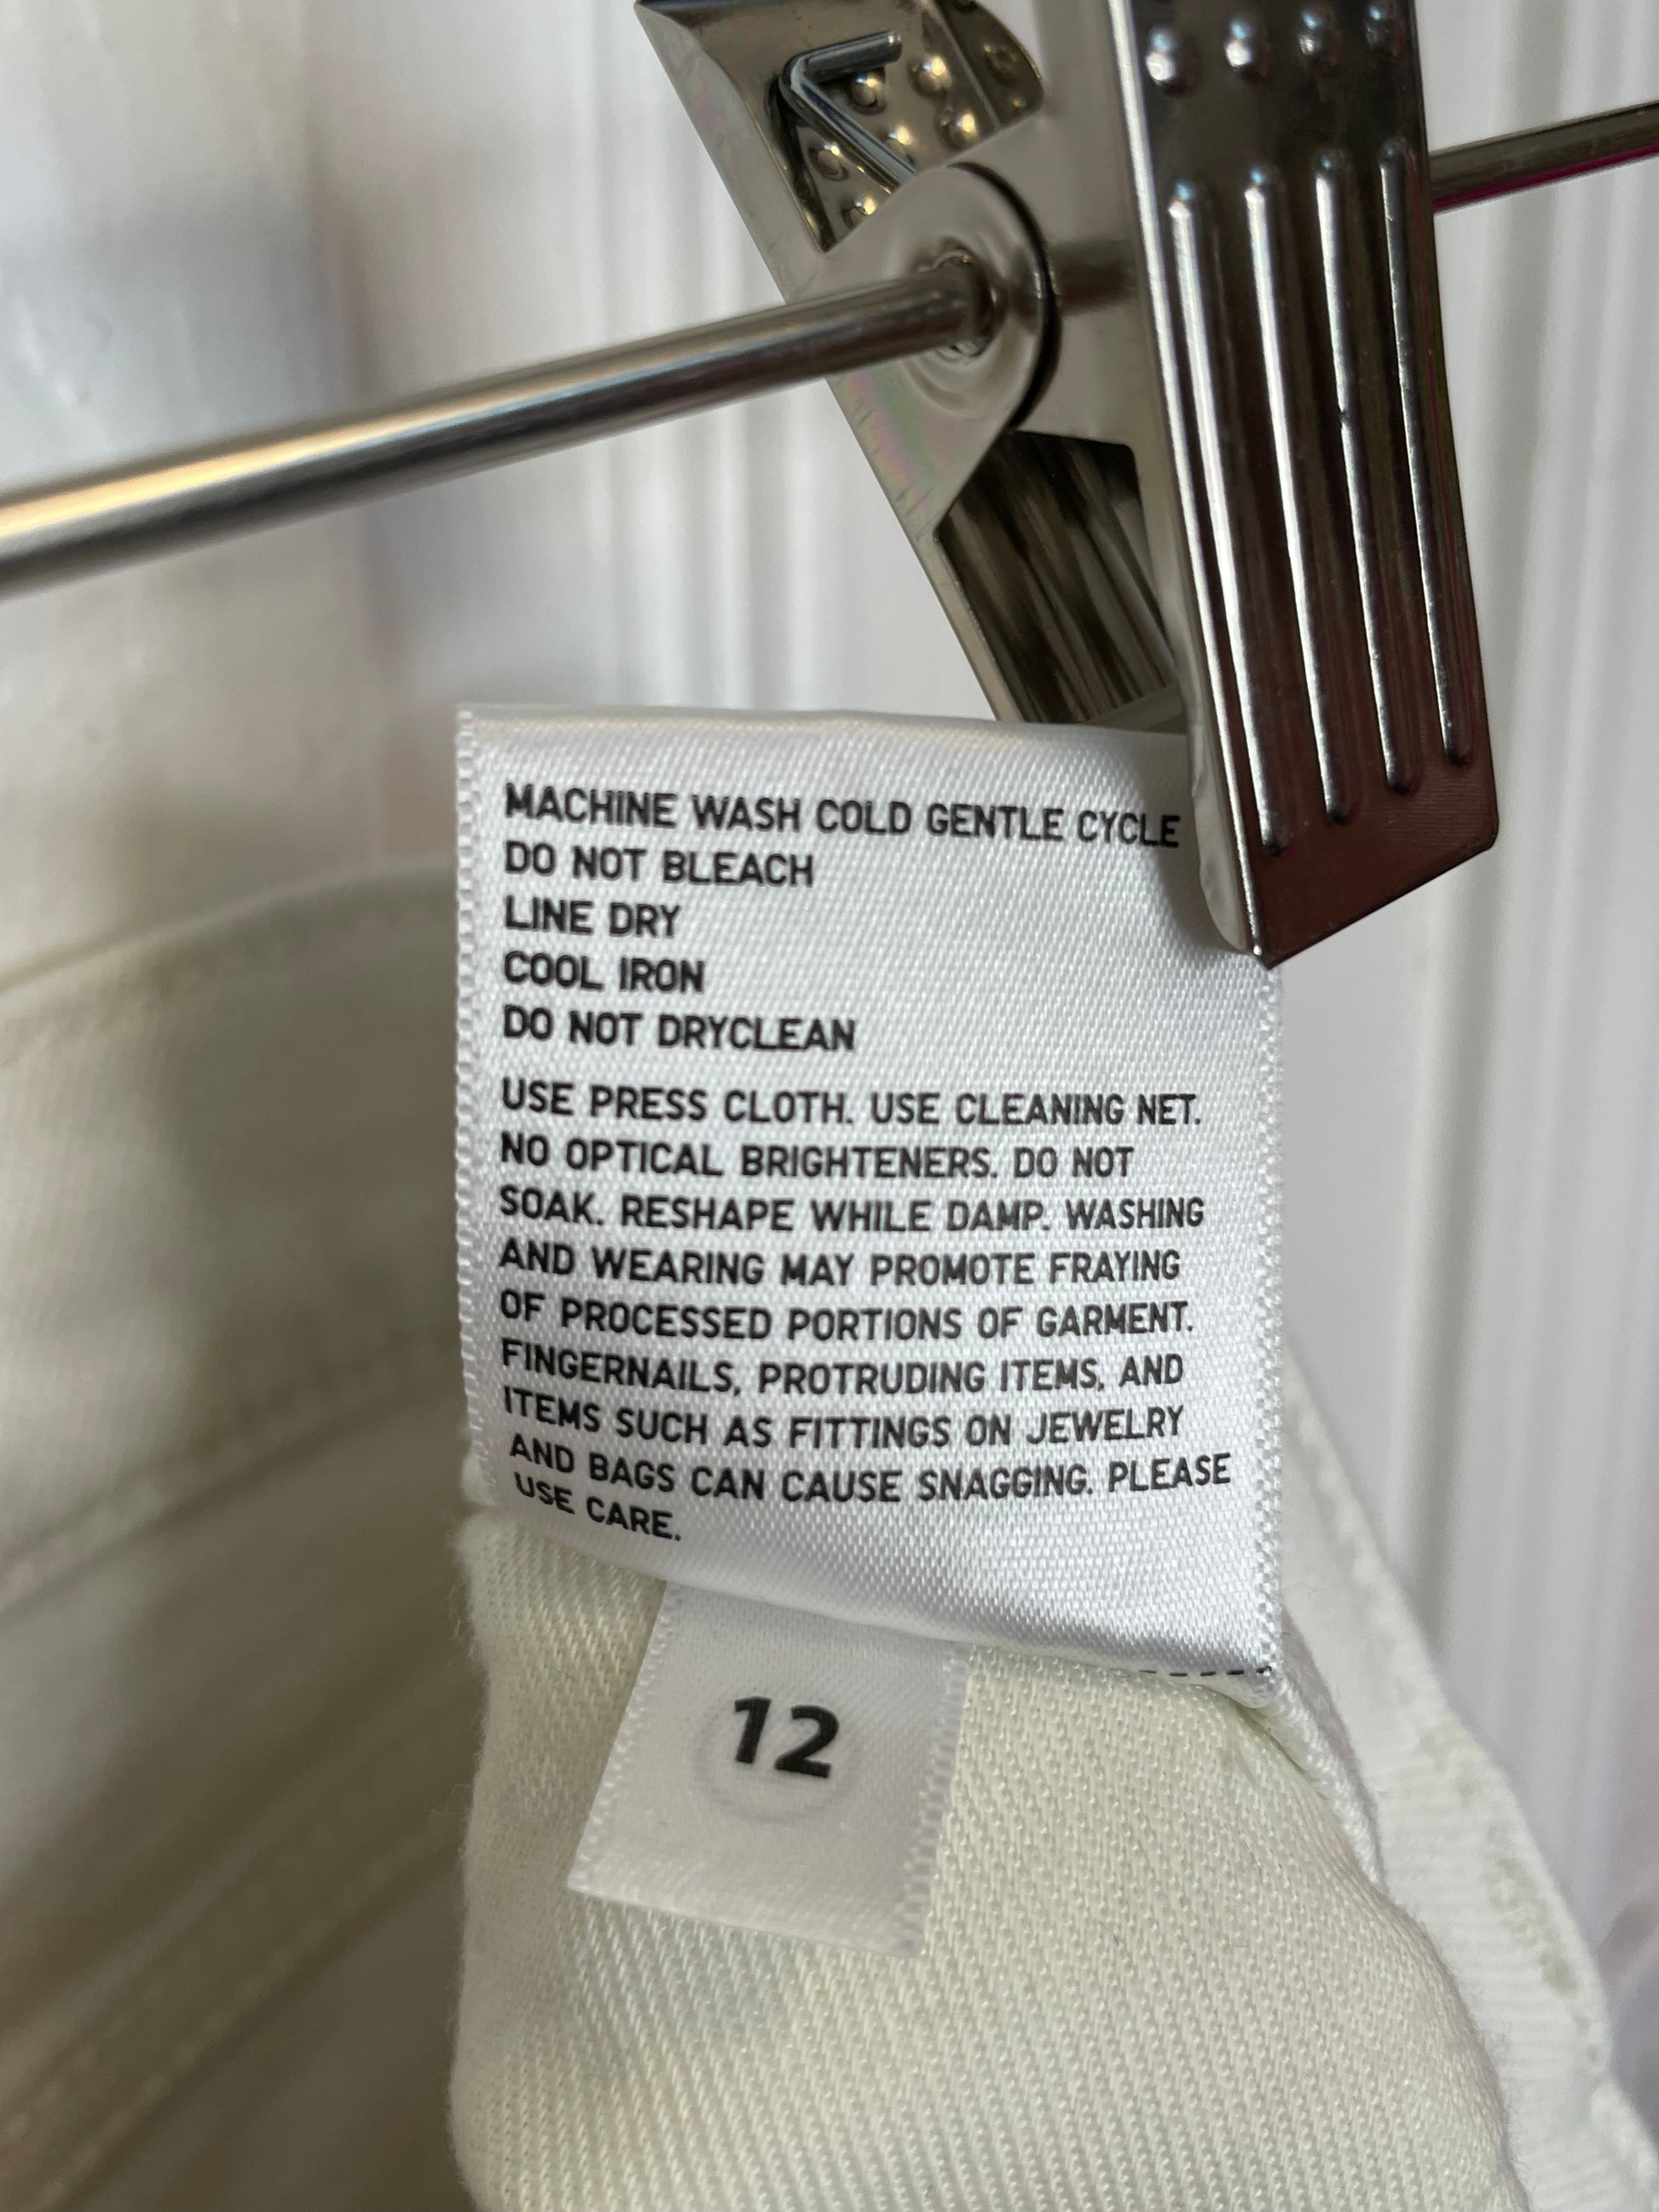 MACHINE WASH COLD GENTLE CYCLE
DO NOT BLEACH
LINE DRY
COOL IRON
DO NOT DRYCLEAN
USE PRESS CLOTH. USE CLEANING NET.
NO OPTICAL BRIGHTENERS. DO NOT
SOAK. RESHAPE WHILE DAMP. WASHING
AND WEARING MAY PROMOTE FRAYING
OF PROCESSED PORTIONS OF GARMENT.
FINGERNAILS, PROTRUDING ITEMS, AND
ITEMS SUCH AS FITTINGS ON JEWELRY
AND BAGS CAN CAUSE SNAGGING. PLEASE
USE CARE.
12